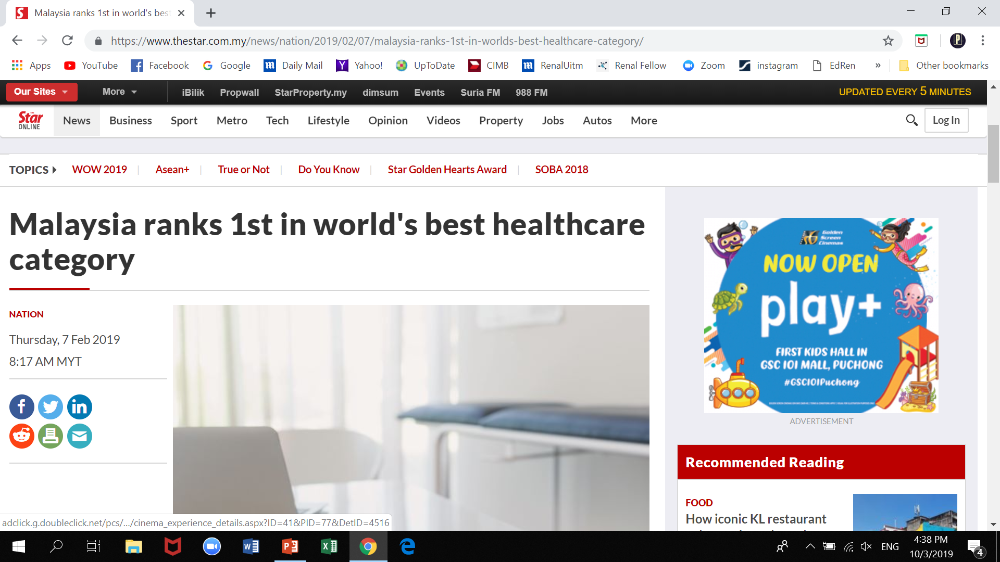 Malaysia ranks 1st in world's bes
https://www.thestar.com.my/news/nation/2019/02/07/malaysia-ranks-1st-in-worlds-best-healthcare-category/
Apps YouTube Facebook Google Daily Mail Yahoo! UpToDate CIMB RenalUitm Renal Fellow Zoom instagram EdRen » Other bookmarks
Our Sites More iBilik Propwall StarProperty.my dimsum Events Suria FM 988 FM UPDATED EVERY 5 MINUTES
THE Star ONLINE News Business Sport Metro Tech Lifestyle Opinion Videos Property Jobs Autos More Log In
TOPICS WOW 2019 | Asean+ | True or Not | Do You Know | Star Golden Hearts Award | SOBA 2018
Malaysia ranks 1st in world's best healthcare
category
NATION
Thursday, 7 Feb 2019
8:17 AM MYT
Golden
Screen
Cinemas
NOW OPEN
play+
FIRST KIDS HALL IN
GSC IOI MALL, PUCHONG
#GSCIOIPuchong
ADVERTISEMENT
Recommended Reading
FOOD
How iconic KL restaurant
adclick.g.doubleclick.net/pcs/.../cinema_experience_details.aspx?ID=41&PID=77&DetID=4516
ENG
4:38 PM
10/3/2019
4